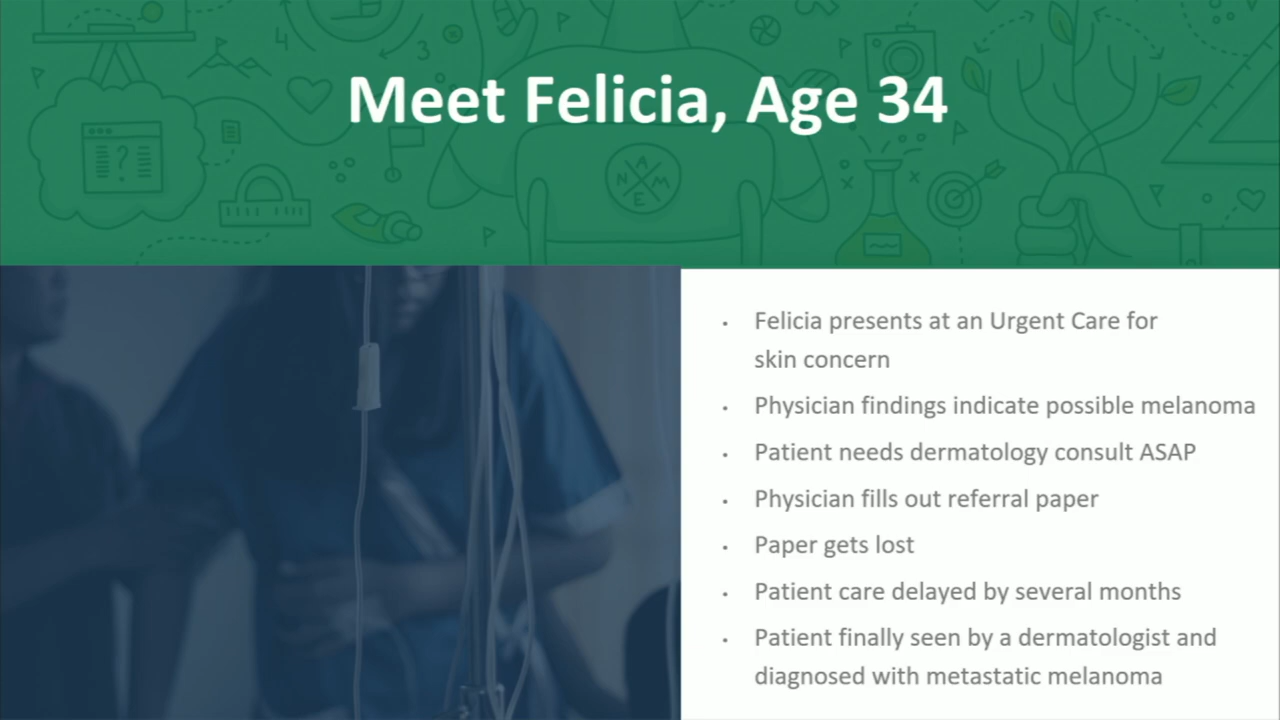 Meet Felicia, Age 34
4
3
?
A
N M
E
• Felicia presents at an Urgent Care for
skin concern
• Physician findings indicate possible melanoma
• Patient needs dermatology consult ASAP
• Physician fills out referral paper
• Paper gets lost
• Patient care delayed by several months
• Patient finally seen by a dermatologist and
diagnosed with metastatic melanoma